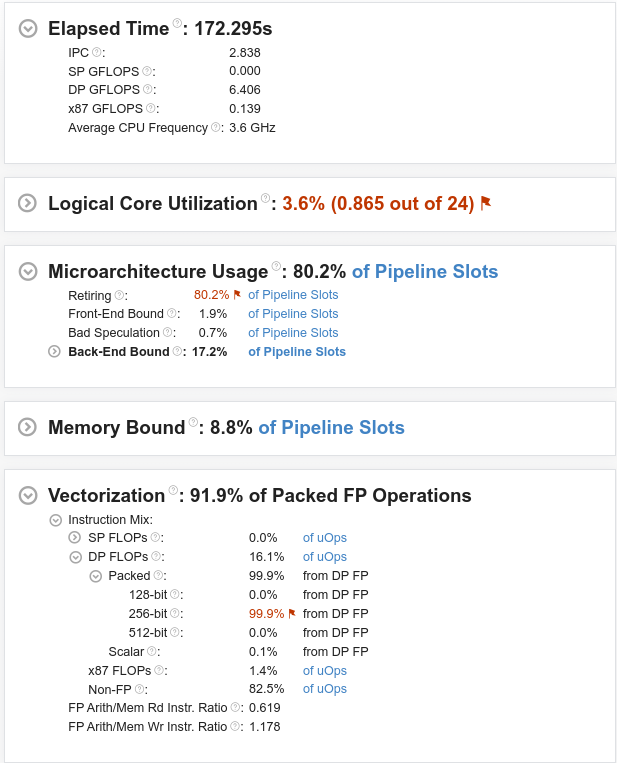 Elapsed Time: 172.295s
IPC: 2.838
SP GFLOPS: 0.000
DP GFLOPS: 6.406
x87 GFLOPS: 0.139
Average CPU Frequency: 3.6 GHz
Logical Core Utilization: 3.6% (0.865 out of 24)
Microarchitecture Usage: 80.2% of Pipeline Slots
Retiring: 80.2% of Pipeline Slots
Front-End Bound: 1.9% of Pipeline Slots
Bad Speculation: 0.7% of Pipeline Slots
Back-End Bound: 17.2% of Pipeline Slots
Memory Bound: 8.8% of Pipeline Slots
Vectorization: 91.9% of Packed FP Operations
Instruction Mix:
SP FLOPs: 0.0% of uOps
DP FLOPs: 16.1% of uOps
Packed: 99.9% from DP FP
128-bit: 0.0% from DP FP
256-bit: 99.9% from DP FP
512-bit: 0.0% from DP FP
Scalar: 0.1% from DP FP
x87 FLOPs: 1.4% of uOps
Non-FP: 82.5% of uOps
FP Arith/Mem Rd Instr. Ratio: 0.619
FP Arith/Mem Wr Instr. Ratio: 1.178